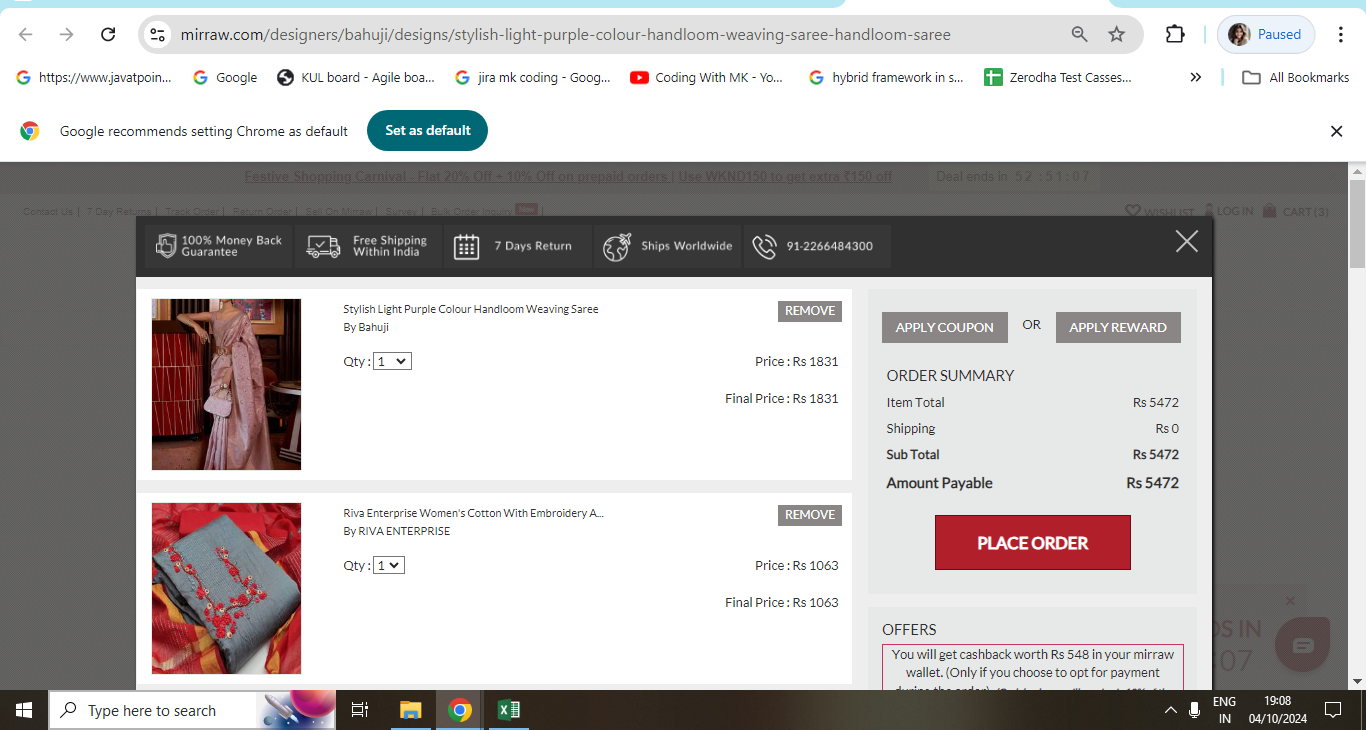 mirraw.com/designers/bahuji/designs/stylish-light-purple-colour-handloom-weaving-saree-handloom-saree
Paused
https://www.javatpoin... Google KUL board - Agile boa... jira mk coding - Goog... Coding With MK - Yo... hybrid framework in s... Zerodha Test Casses... » All Bookmarks
Google recommends setting Chrome as default Set as default
Festive Shopping Carnival - Flat 20% Off + 10% Off on prepaid orders | Use WKND150 to get extra ₹150 off Deal ends in 52 :51:07
Contact Us | 7 Day Returns | Track Order | Return Order | Sell On Mirraw | Survey | Bulk Order Inquiry New | WISHLIST LOG IN CART (3)
100% Money Back Guarantee
Free Shipping Within India
7 Days Return
Ships Worldwide
91-2266484300
Stylish Light Purple Colour Handloom Weaving Saree
REMOVE
By Bahuji
Qty : 1
Price : Rs 1831
Final Price : Rs 1831
Riva Enterprise Women's Cotton With Embroidery A...
REMOVE
By RIVA ENTERPRISE
Qty : 1
Price : Rs 1063
Final Price : Rs 1063
APPLY COUPON OR APPLY REWARD
ORDER SUMMARY
Item Total Rs 5472
Shipping Rs 0
Sub Total Rs 5472
Amount Payable Rs 5472
PLACE ORDER
OFFERS
You will get cashback worth Rs 548 in your mirraw
wallet. (Only if you choose to opt for payment
during the order).
DS IN
:07
Type here to search
ENG
IN
19:08
04/10/2024